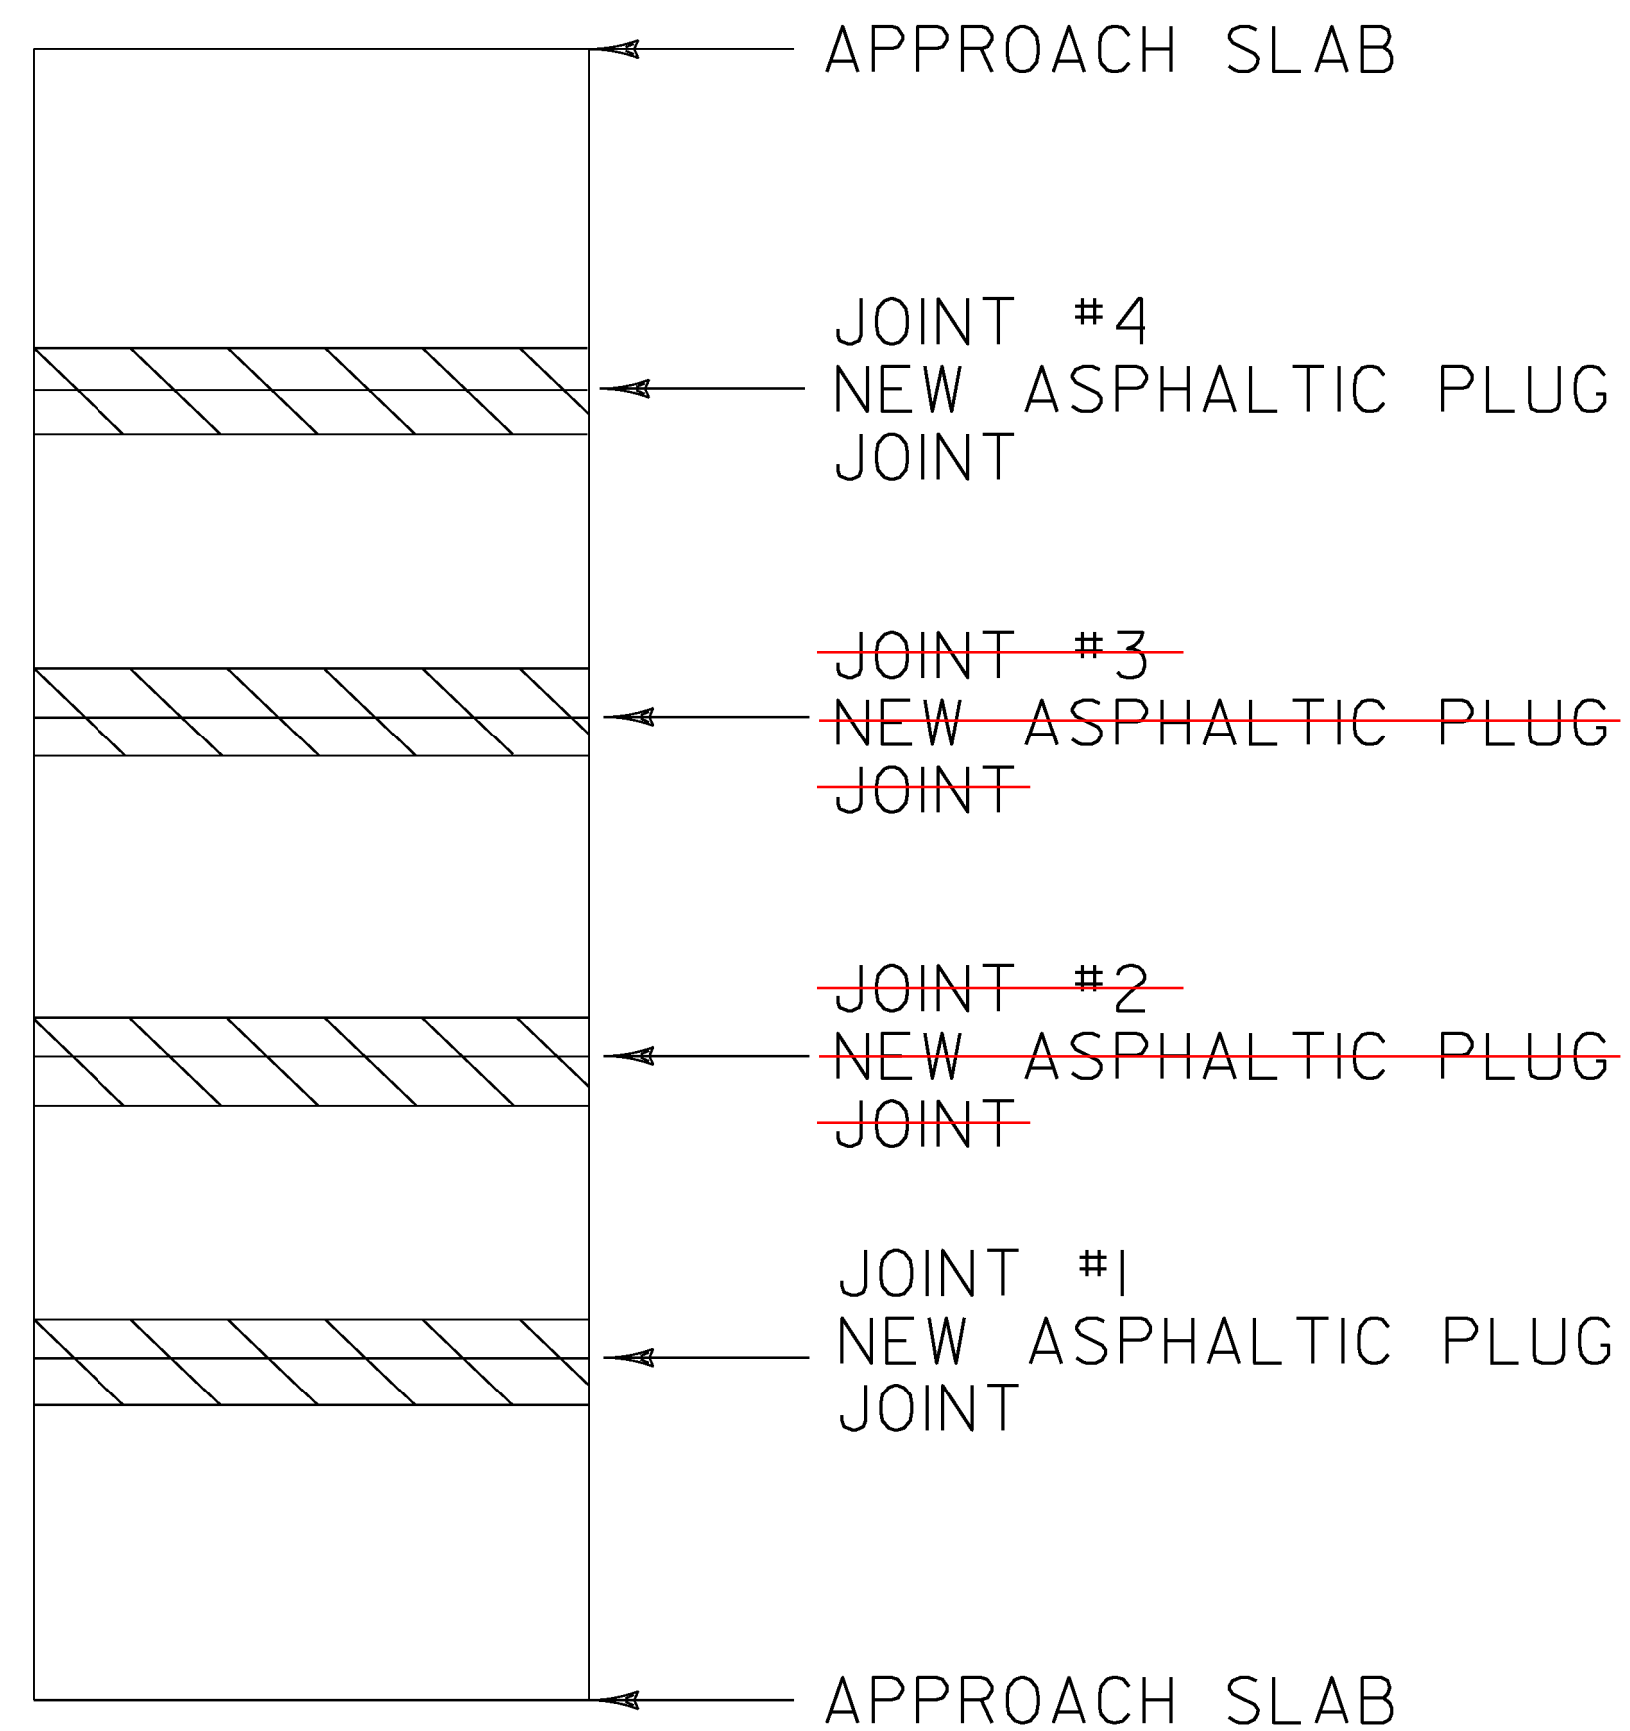 APPROACH SLAB
JOINT #4
NEW ASPHALTIC PLUG
JOINT
JOINT #3
NEW ASPHALTIC PLUG
JOINT
JOINT #2
NEW ASPHALTIC PLUG
JOINT
JOINT #1
NEW ASPHALTIC PLUG
JOINT
APPROACH SLAB